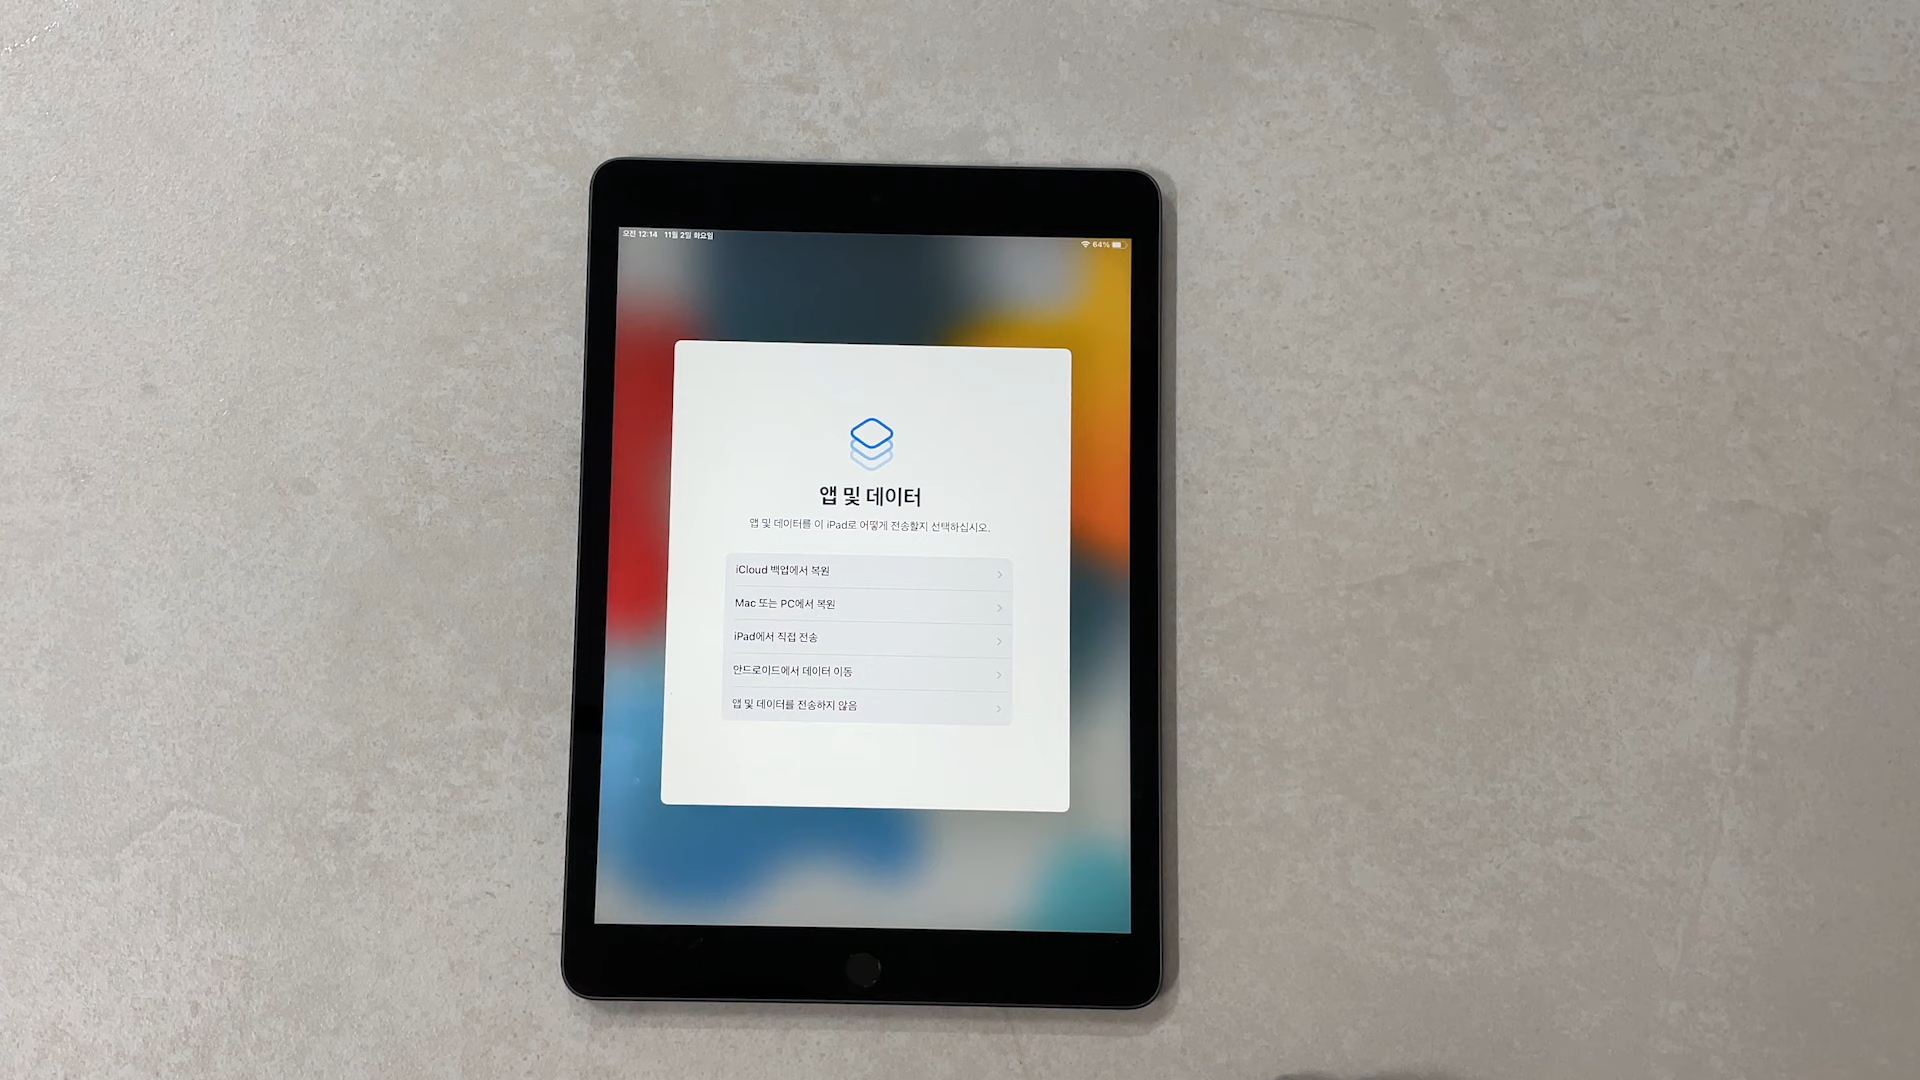 오전 12:14 11월 2일 화요일
64%
앱 및 데이터
앱 및 데이터를 이 iPad로 어떻게 전송할지 선택하십시오.
iCloud 백업에서 복원
Mac 또는 PC에서 복원
iPad에서 직접 전송
안드로이드에서 데이터 이동
앱 및 데이터를 전송하지 않음